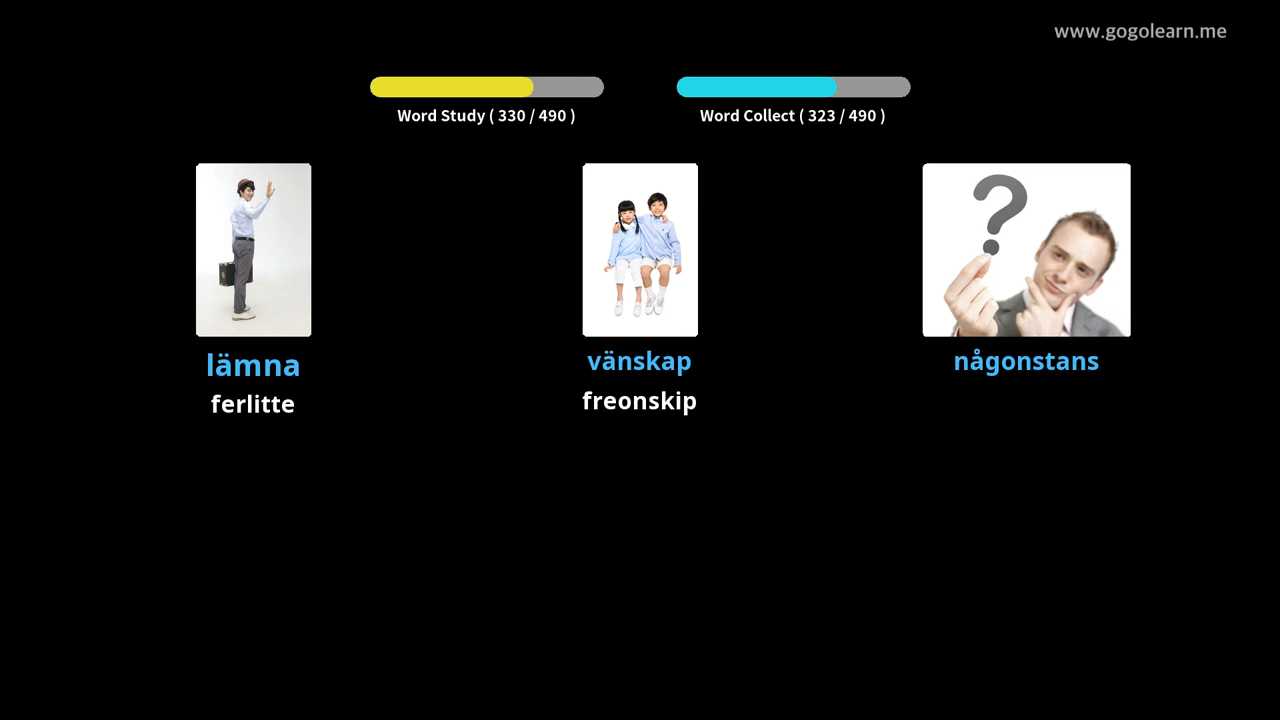 www.gogolearn.me
Word Study ( 330 / 490 )
Word Collect ( 323 / 490 )
lämna
ferlitte
vänskap
freonskip
någonstans